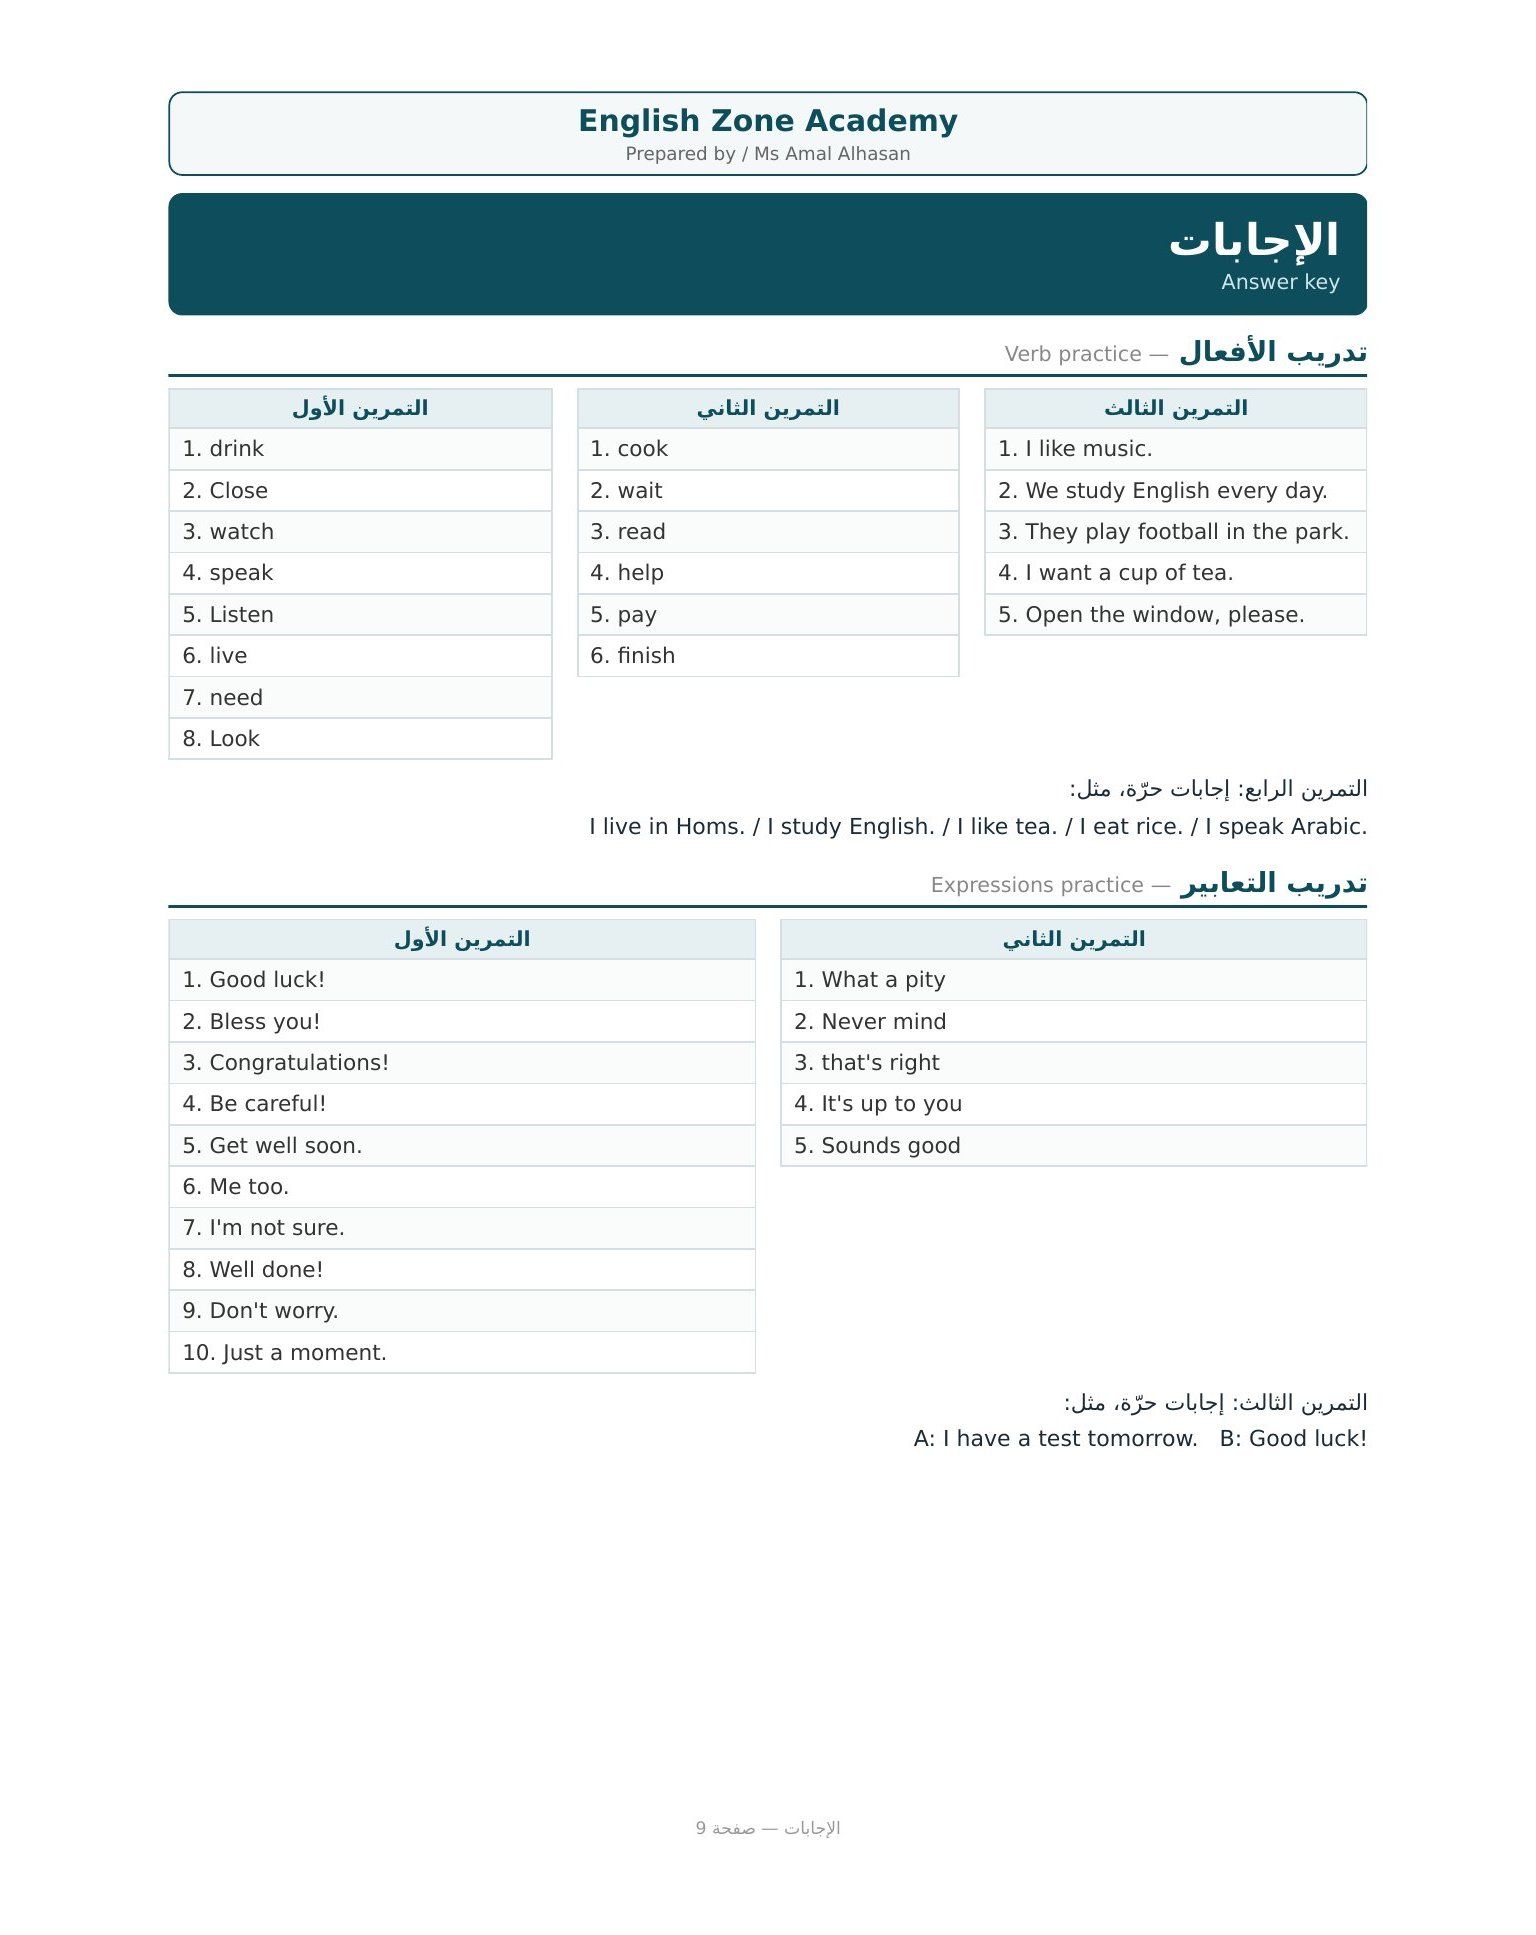 English Zone Academy
Prepared by / Ms Amal Alhasan
الإجابات
Answer key
تدريب الأفعال — Verb practice
التمرين الأول
1. drink
2. Close
3. watch
4. speak
5. Listen
6. live
7. need
8. Look
التمرين الثاني
1. cook
2. wait
3. read
4. help
5. pay
6. finish
التمرين الثالث
1. I like music.
2. We study English every day.
3. They play football in the park.
4. I want a cup of tea.
5. Open the window, please.
التمرين الرابع: إجابات حرّة، مثل:
I live in Homs. / I study English. / I like tea. / I eat rice. / I speak Arabic.
تدريب التعابير — Expressions practice
التمرين الأول
1. Good luck!
2. Bless you!
3. Congratulations!
4. Be careful!
5. Get well soon.
6. Me too.
7. I'm not sure.
8. Well done!
9. Don't worry.
10. Just a moment.
التمرين الثاني
1. What a pity
2. Never mind
3. that's right
4. It's up to you
5. Sounds good
التمرين الثالث: إجابات حرّة، مثل:
A: I have a test tomorrow. B: Good luck!
الإجابات — صفحة 9